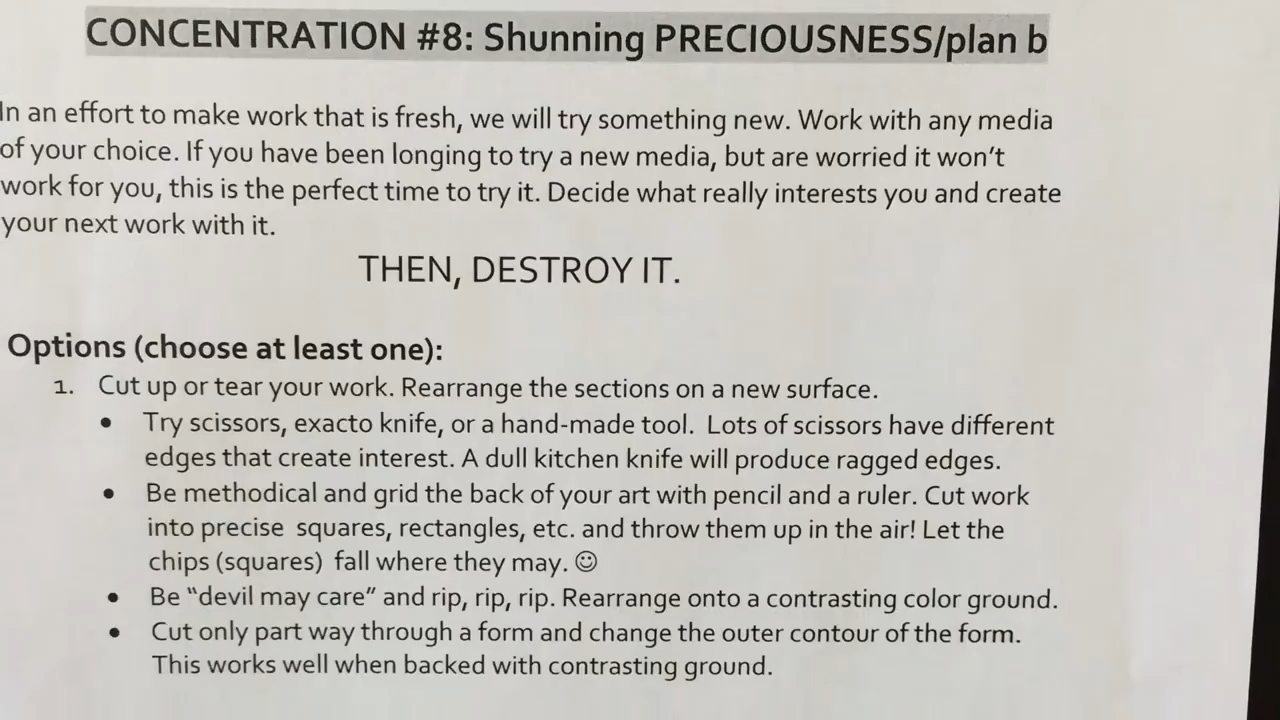 CONCENTRATION #8: Shunning PRECIOUSNESS/plan b
In an effort to make work that is fresh, we will try something new. Work with any media
of your choice. If you have been longing to try a new media, but are worried it won't
work for you, this is the perfect time to try it. Decide what really interests you and create
your next work with it.
THEN, DESTROY IT.
Options (choose at least one):
1. Cut up or tear your work. Rearrange the sections on a new surface.
• Try scissors, exacto knife, or a hand-made tool. Lots of scissors have different
edges that create interest. A dull kitchen knife will produce ragged edges.
• Be methodical and grid the back of your art with pencil and a ruler. Cut work
into precise squares, rectangles, etc. and throw them up in the air! Let the
chips (squares) fall where they may. ☺
• Be “devil may care” and rip, rip, rip. Rearrange onto a contrasting color ground.
• Cut only part way through a form and change the outer contour of the form.
This works well when backed with contrasting ground.